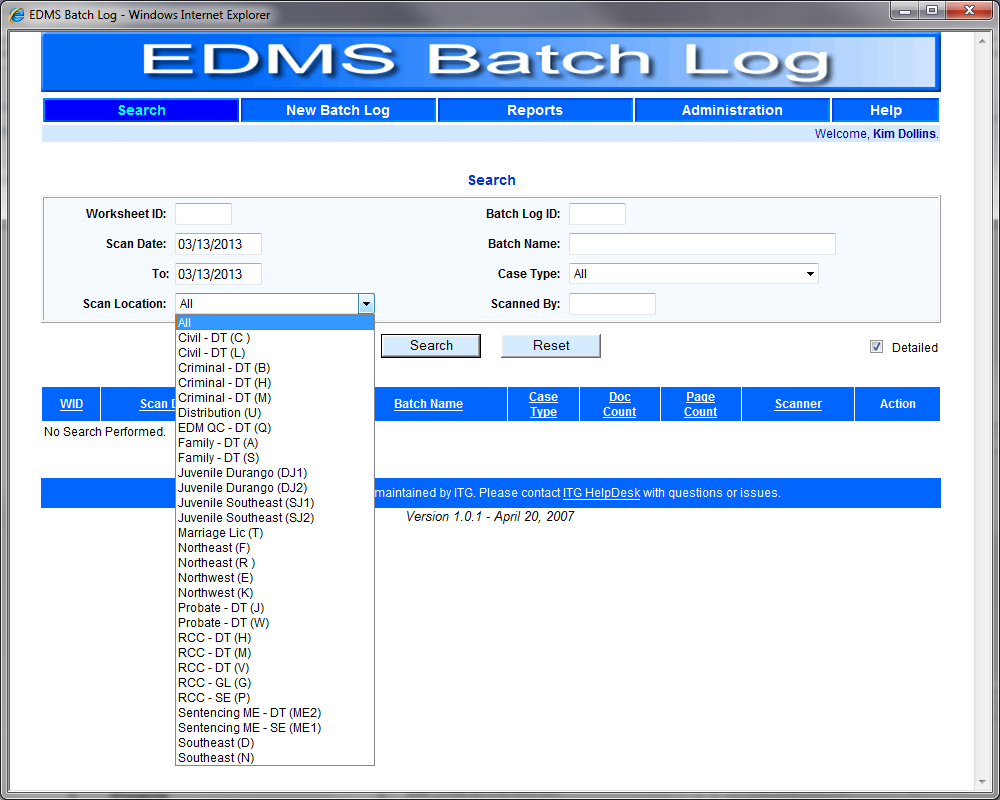 EDMS Batch Log - Windows Internet Explorer
EDMS Batch Log
Search New Batch Log Reports Administration Help
Welcome, Kim Dollins.
Search
Worksheet ID: Batch Log ID:
Scan Date: 03/13/2013 Batch Name:
To: 03/13/2013 Case Type: All
Scan Location: All Scanned By:
All
Civil - DT (C )
Civil - DT (L)
Criminal - DT (B)
Criminal - DT (H)
Criminal - DT (M)
Distribution (U)
EDM QC - DT (Q)
Family - DT (A)
Family - DT (S)
Juvenile Durango (DJ1)
Juvenile Durango (DJ2)
Juvenile Southeast (SJ1)
Juvenile Southeast (SJ2)
Marriage Lic (T)
Northeast (F)
Northeast (R )
Northwest (E)
Northwest (K)
Probate - DT (J)
Probate - DT (W)
RCC - DT (H)
RCC - DT (M)
RCC - DT (V)
RCC - GL (G)
RCC - SE (P)
Sentencing ME - DT (ME2)
Sentencing ME - SE (ME1)
Southeast (D)
Southeast (N)
Search Reset Detailed
WID Scan Batch Name Case Type Doc Count Page Count Scanner Action
No Search Performed.
maintained by ITG. Please contact ITG HelpDesk with questions or issues.
Version 1.0.1 - April 20, 2007